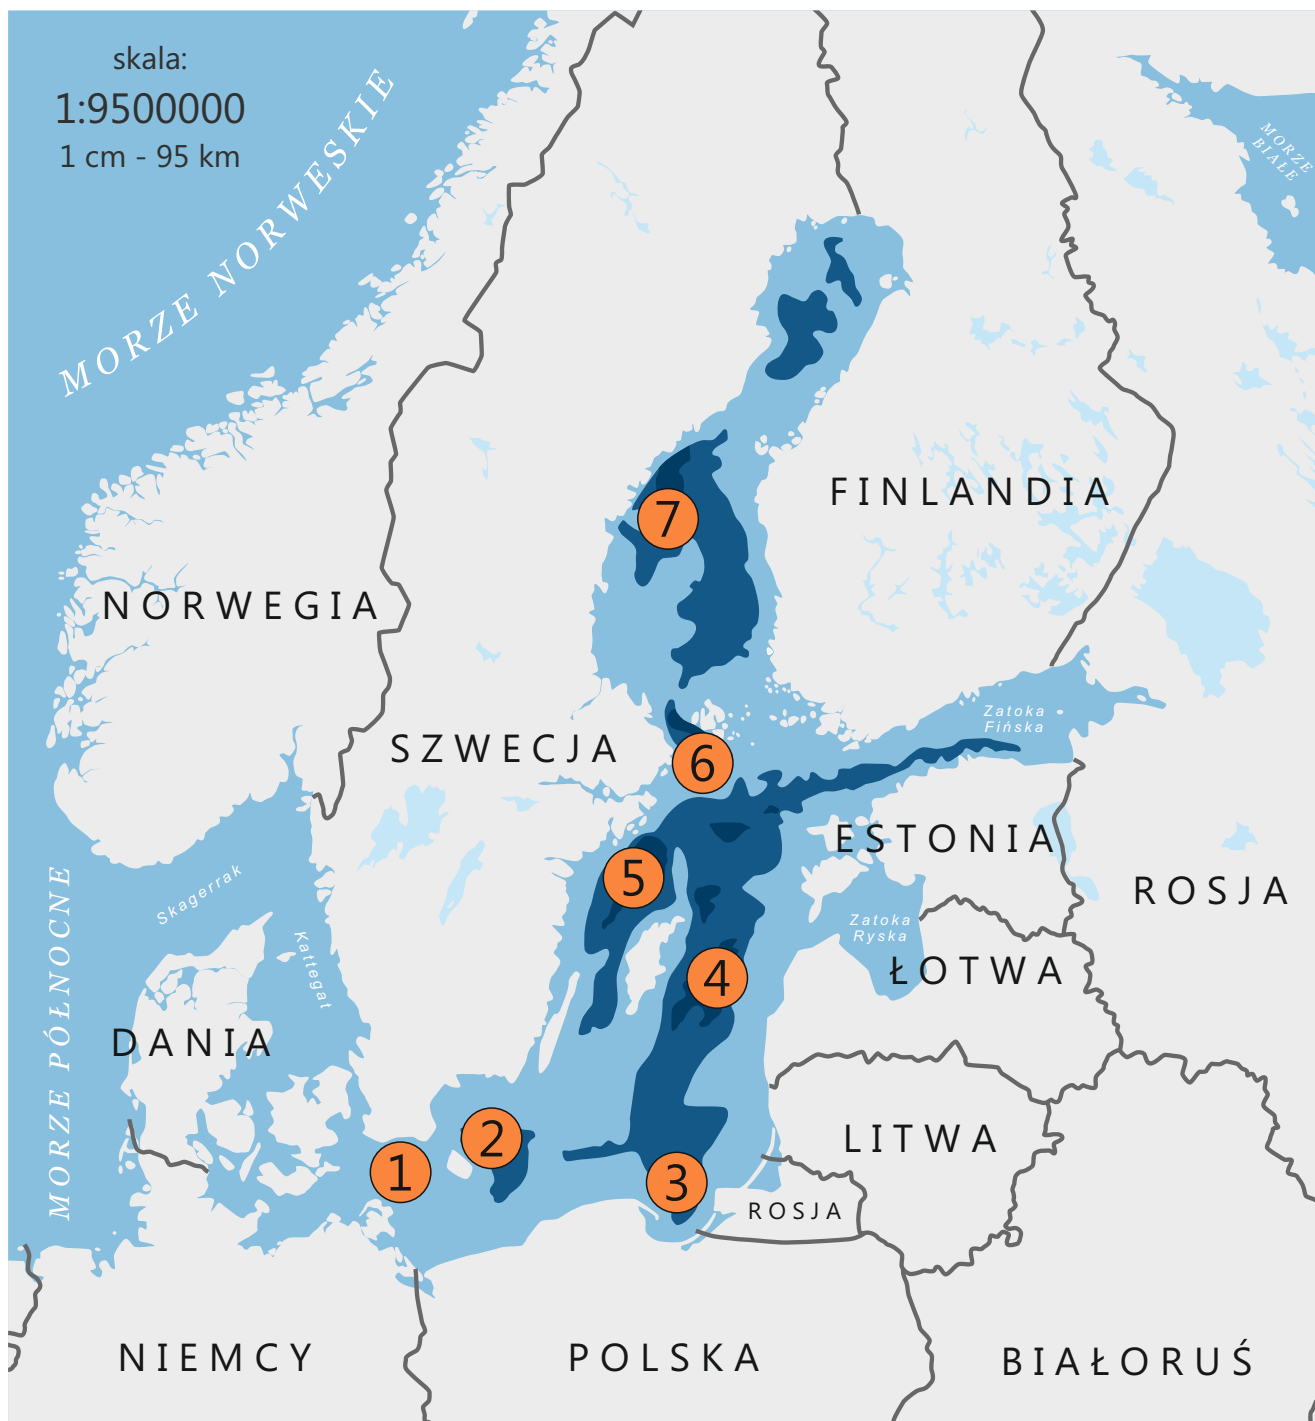 skala:
1:9500000
1 cm - 95 km
MORZE NORWESKIE
MORZE
BIAŁE
7
FINLANDIA
NORWEGIA
Zatoka
Fińska
SZWECJA
6
ESTONIA
5
ROSJA
Skagerrak
MORZE PÓŁNOCNE
Kattegat
Zatoka
Ryska
4
ŁOTWA
DANIA
2
LITWA
1
3
ROSJA
NIEMCY
POLSKA
BIAŁORUŚ